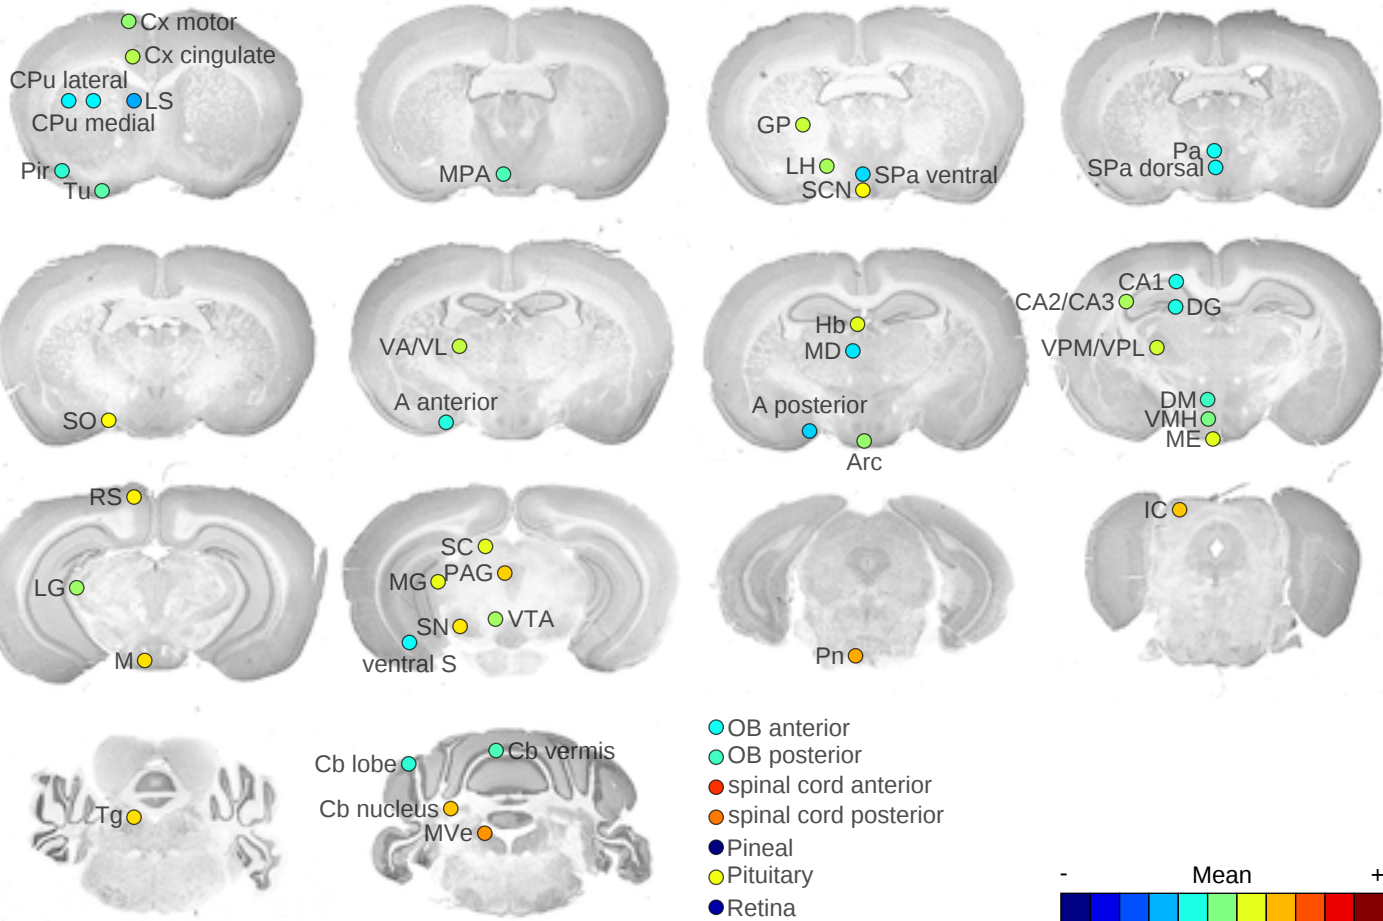 Cx motor
Cx cingulate
CPu lateral
LS
CPu medial
Pir
Tu
MPA
GP
LH
SPa ventral
SCN
Pa
SPa dorsal
SO
VA/VL
A anterior
Hb
MD
A posterior
Arc
CA1
CA2/CA3
DG
VPM/VPL
DM
VMH
ME
RS
LG
M
SC
PAG
MG
VTA
SN
ventral S
Pn
IC
Tg
Cb vermis
Cb lobe
Cb nucleus
MVe
OB anterior
OB posterior
spinal cord anterior
spinal cord posterior
Pineal
Pituitary
Retina
- Mean +